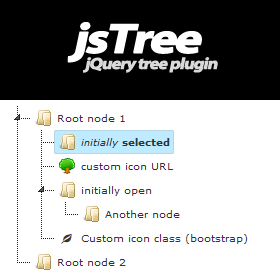 jsTree
jQuery tree plugin
Root node 1
initially selected
custom icon URL
initially open
Another node
Custom icon class (bootstrap)
Root node 2